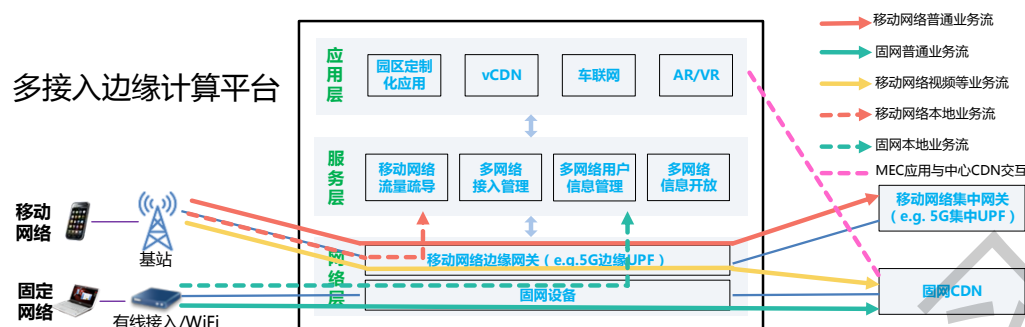 多接入边缘计算平台
应
用
层
园区定制
化应用
vCDN
车联网
AR/VR
服
务
层
移动网络
流量疏导
多网络
接入管理
多网络用户
信息管理
多网络
信息开放
网
络
层
移动网络边缘网关（e.g.5G边缘UPF）
固网设备
移动
网络
基站
固定
网络
有线接入/WiFi
移动网络普通业务流
固网普通业务流
移动网络视频等业务流
移动网络本地业务流
固网本地业务流
MEC应用与中心CDN交互
移动网络集中网关
（e.g. 5G集中UPF）
固网CDN